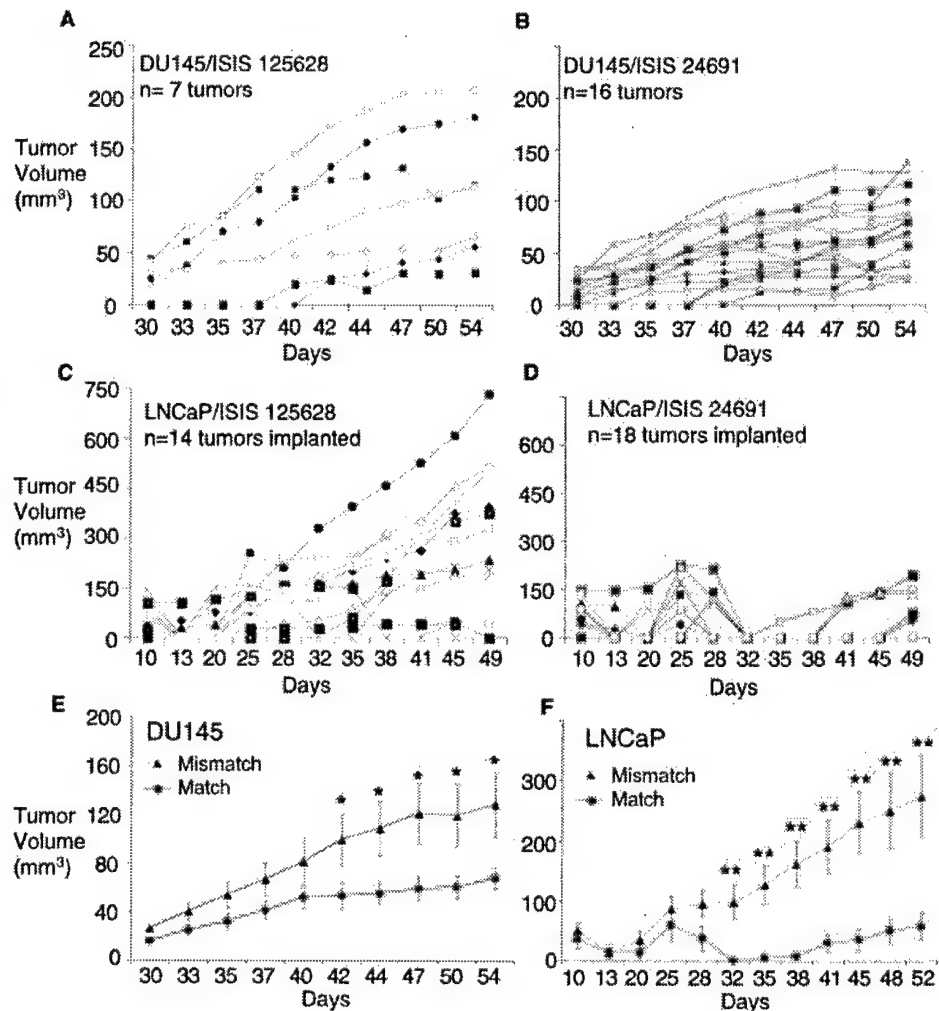 A
250
200
150
100
50
0
DU145/ISIS 125628
n= 7 tumors
Tumor
Volume
(mm³)
30 33 35 37 40 42 44 47 50 54
Days
B
200
150
100
50
0
DU145/ISIS 24691
n=16 tumors
30 33 35 37 40 42 44 47 50 54
Days
C
750
600
450
300
150
0
LNCaP/ISIS 125628
n=14 tumors implanted
Tumor
Volume
(mm³)
10 13 20 25 28 32 35 38 41 45 49
Days
D
600
450
300
150
0
LNCaP/ISIS 24691
n=18 tumors implanted
10 13 20 25 28 32 35 38 41 45 49
Days
E
200
160
120
80
40
0
DU145
Mismatch
Match
Tumor
Volume
(mm³)
30 33 35 37 40 42 44 47 50 54
Days
F
300
200
100
0
LNCaP
Mismatch
Match
10 13 20 25 28 32 35 38 41 45 48 52
Days